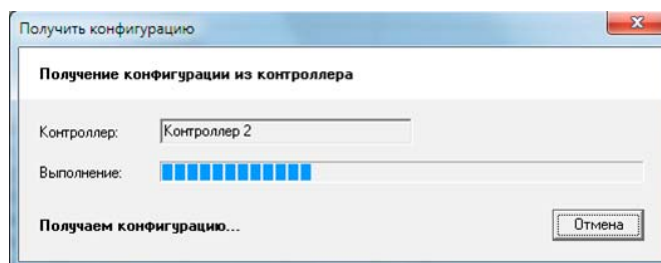 Получить конфигурацию
Получение конфигурации из контроллера
Контроллер: Контроллер 2
Выполнение:
Получаем конфигурацию... Отмена